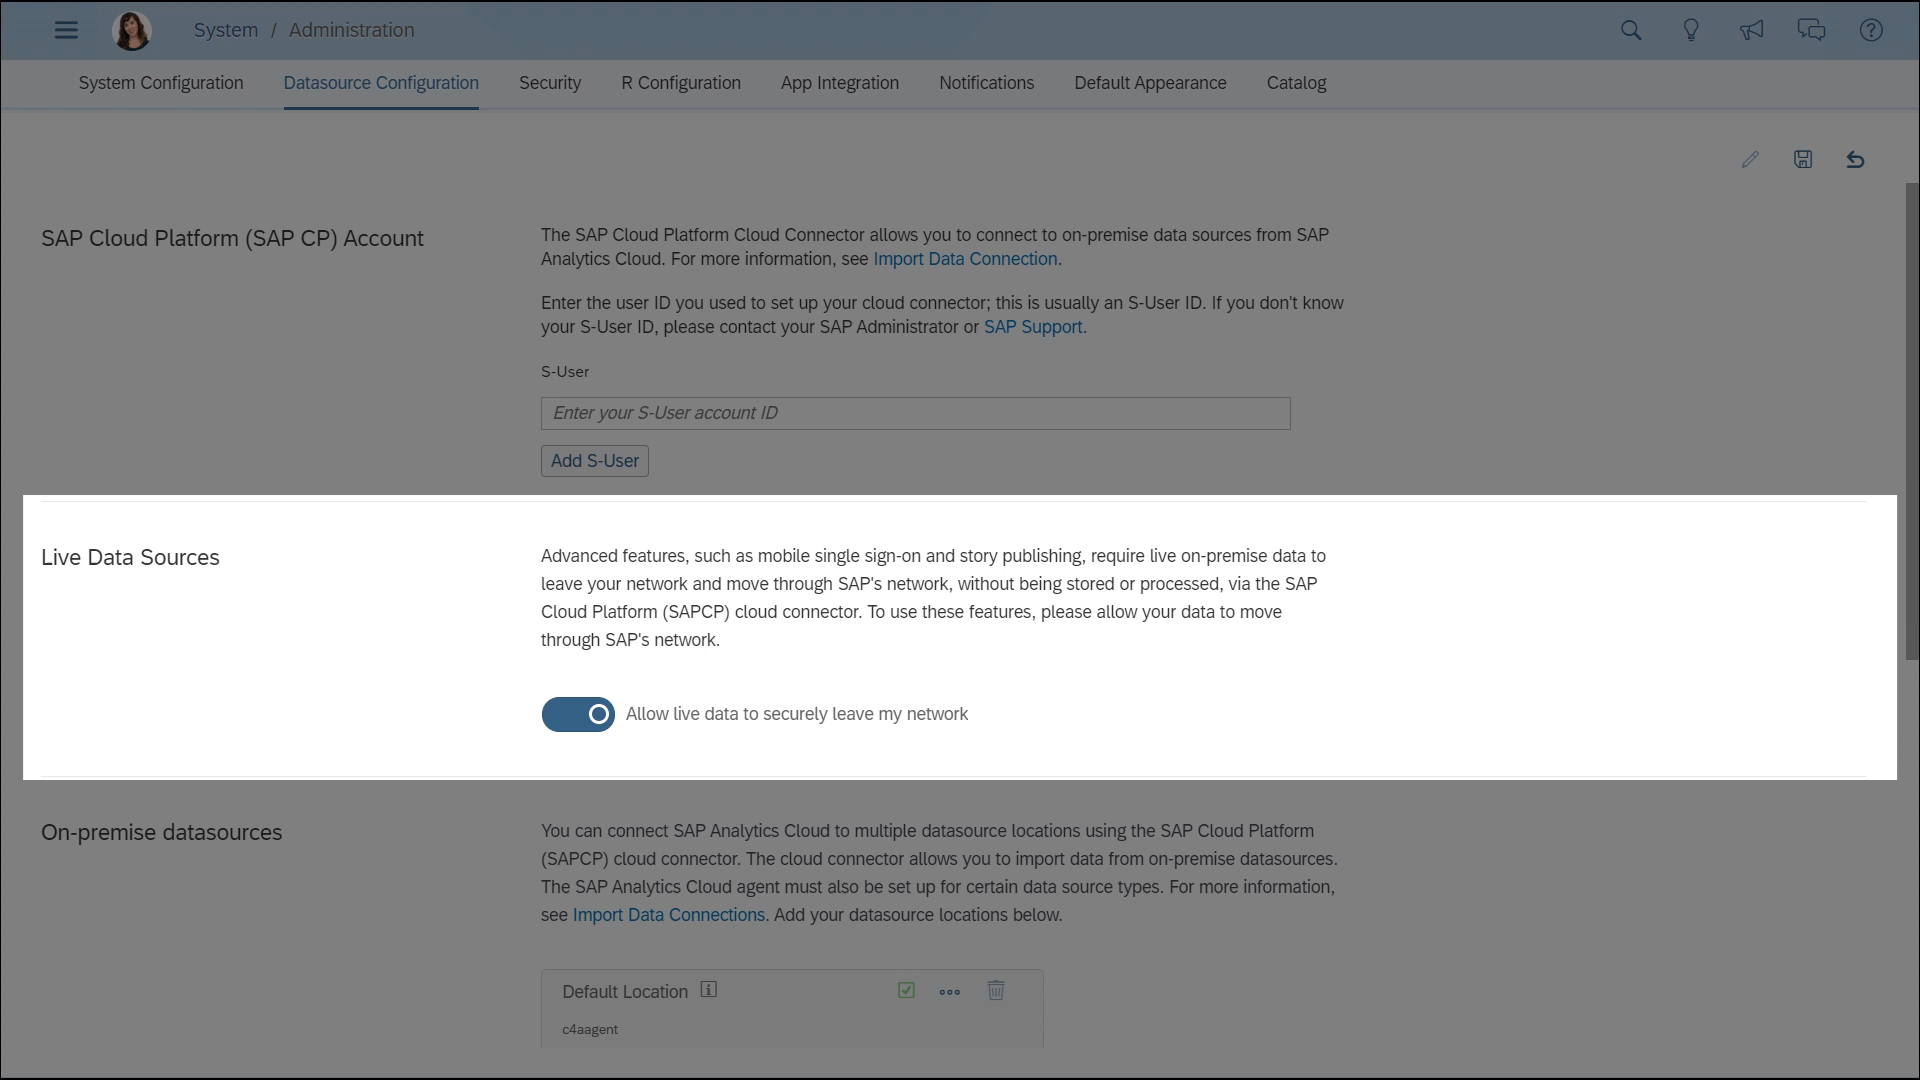 System / Administration
System Configuration Datasource Configuration Security R Configuration App Integration Notifications Default Appearance Catalog
SAP Cloud Platform (SAP CP) Account
The SAP Cloud Platform Cloud Connector allows you to connect to on-premise data sources from SAP
Analytics Cloud. For more information, see Import Data Connection.
Enter the user ID you used to set up your cloud connector; this is usually an S-User ID. If you don't know
your S-User ID, please contact your SAP Administrator or SAP Support.
S-User
Enter your S-User account ID
Add S-User
Live Data Sources
Advanced features, such as mobile single sign-on and story publishing, require live on-premise data to
leave your network and move through SAP's network, without being stored or processed, via the SAP
Cloud Platform (SAPCP) cloud connector. To use these features, please allow your data to move
through SAP's network.
Allow live data to securely leave my network
On-premise datasources
You can connect SAP Analytics Cloud to multiple datasource locations using the SAP Cloud Platform
(SAPCP) cloud connector. The cloud connector allows you to import data from on-premise datasources.
The SAP Analytics Cloud agent must also be set up for certain data source types. For more information,
see Import Data Connections. Add your datasource locations below.
Default Location
c4aagent